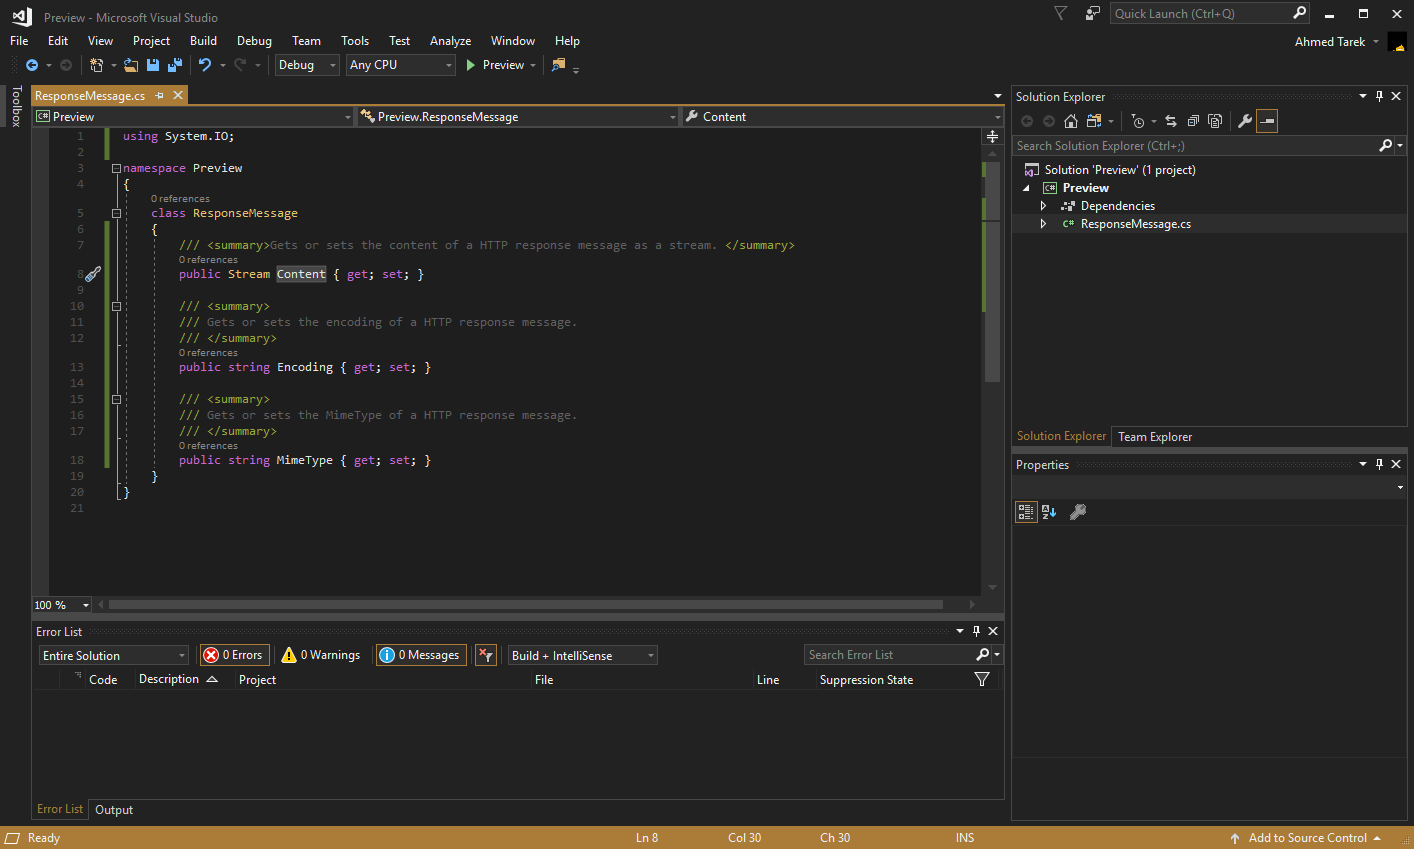 Preview - Microsoft Visual Studio
Quick Launch (Ctrl+Q)
File Edit View Project Build Debug Team Tools Test Analyze Window Help
Ahmed Tarek
Debug Any CPU Preview
Toolbox
ResponseMessage.cs
C# Preview Preview.ResponseMessage Content
1 using System.IO;
2
3 namespace Preview
4 {
0 references
5 class ResponseMessage
6 {
7 /// <summary>Gets or sets the content of a HTTP response message as a stream. </summary>
0 references
8 public Stream Content { get; set; }
9
10 /// <summary>
11 /// Gets or sets the encoding of a HTTP response message.
12 /// </summary>
0 references
13 public string Encoding { get; set; }
14
15 /// <summary>
16 /// Gets or sets the MimeType of a HTTP response message.
17 /// </summary>
0 references
18 public string MimeType { get; set; }
19 }
20 }
21
100 %
Error List
Entire Solution 0 Errors 0 Warnings 0 Messages Build + IntelliSense Search Error List
Code Description Project File Line Suppression State
Error List Output
Solution Explorer
Search Solution Explorer (Ctrl+;)
Solution 'Preview' (1 project)
C# Preview
Dependencies
C# ResponseMessage.cs
Solution Explorer Team Explorer
Properties
A
Z
Ready Ln 8 Col 30 Ch 30 INS Add to Source Control